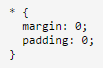 * {
  margin: 0;
  padding: 0;
}